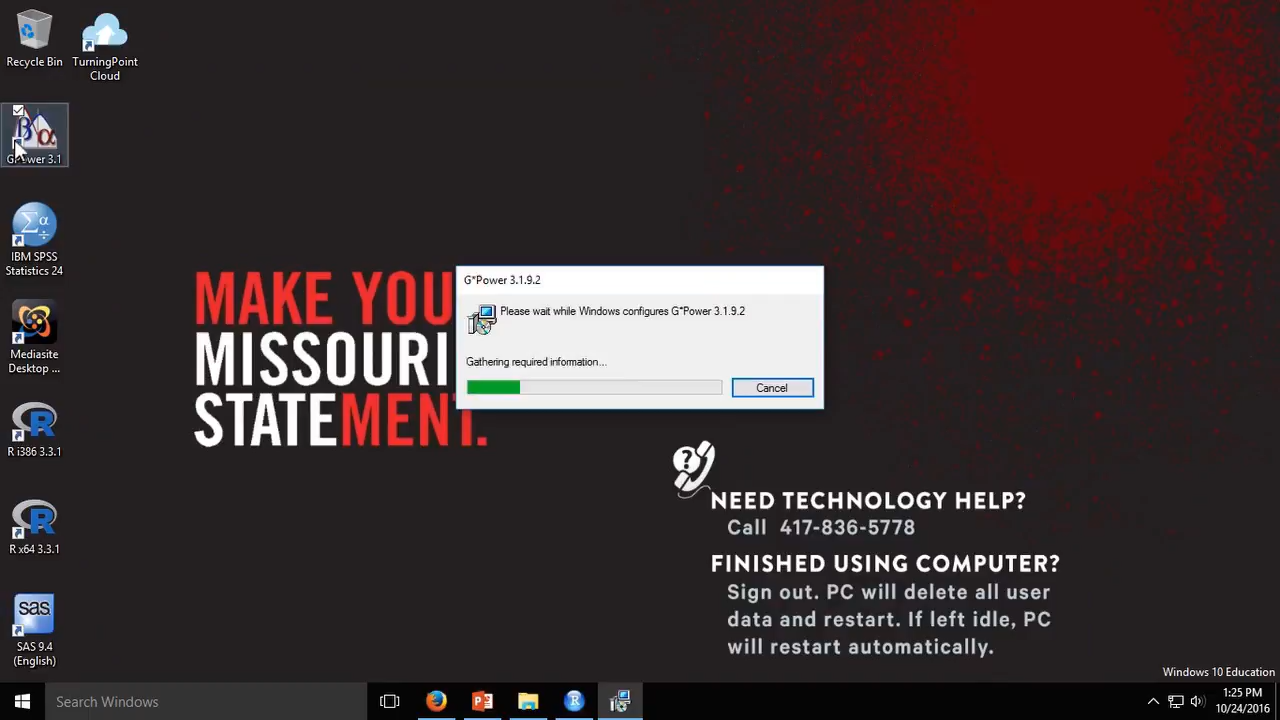 Recycle Bin
TurningPoint
Cloud
β α
GPower 3.1
Σα
÷
IBM SPSS
Statistics 24
Mediasite
Desktop ...
R
R i386 3.3.1
R
R x64 3.3.1
sas
SAS 9.4
(English)
MAKE YOU
MISSOURI
STATEMENT.
G*Power 3.1.9.2
Please wait while Windows configures G*Power 3.1.9.2
Gathering required information...
Cancel
?
NEED TECHNOLOGY HELP?
Call 417-836-5778
FINISHED USING COMPUTER?
Sign out. PC will delete all user
data and restart. If left idle, PC
will restart automatically.
Windows 10 Education
Search Windows
1:25 PM
10/24/2016